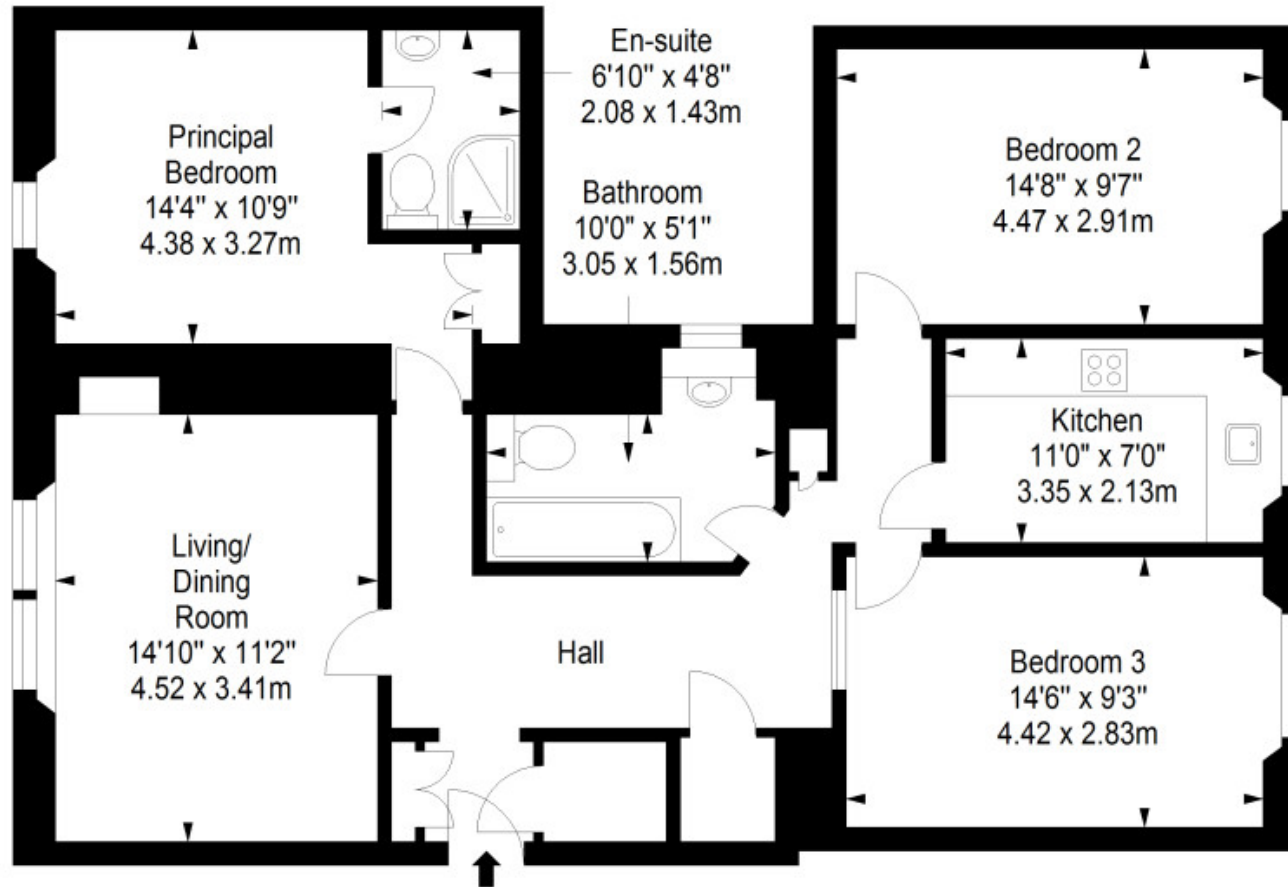 Principal
Bedroom
14'4" x 10'9"
4.38 x 3.27m
En-suite
6'10" x 4'8"
2.08 x 1.43m
Bathroom
10'0" x 5'1"
3.05 x 1.56m
Bedroom 2
14'8" x 9'7"
4.47 x 2.91m
Kitchen
11'0" x 7'0"
3.35 x 2.13m
Living/
Dining
Room
14'10" x 11'2"
4.52 x 3.41m
Hall
Bedroom 3
14'6" x 9'3"
4.42 x 2.83m